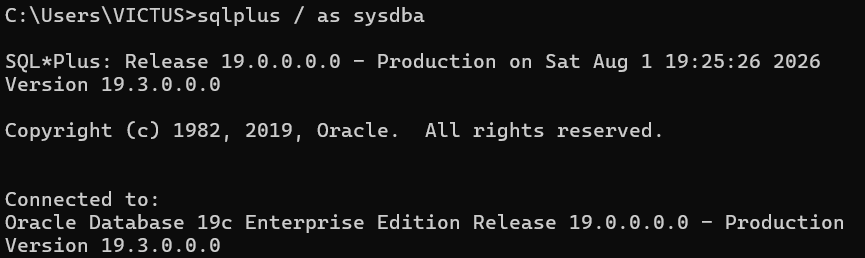 C:\Users\VICTUS>sqlplus / as sysdba
SQL*Plus: Release 19.0.0.0.0 - Production on Sat Aug 1 19:25:26 2026
Version 19.3.0.0.0
Copyright (c) 1982, 2019, Oracle.  All rights reserved.
Connected to:
Oracle Database 19c Enterprise Edition Release 19.0.0.0.0 - Production
Version 19.3.0.0.0